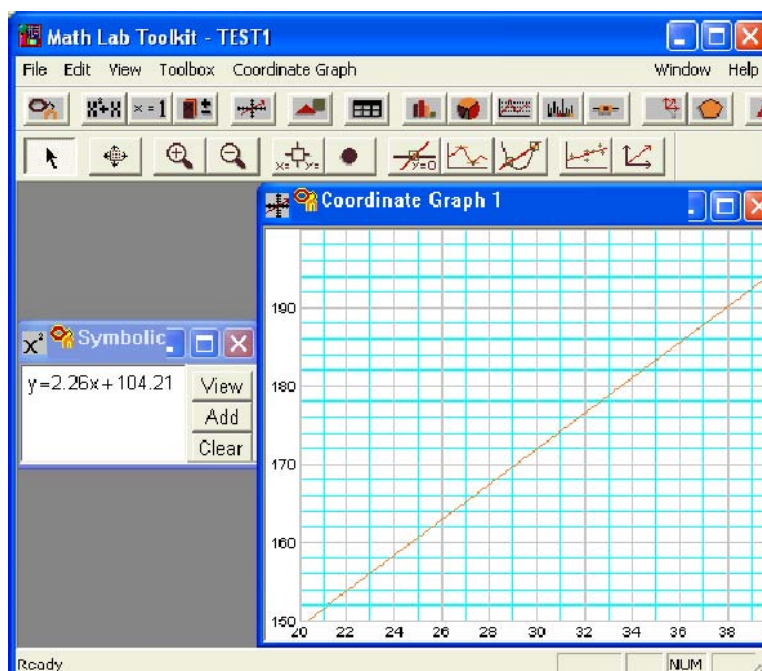 Math Lab Toolkit - TEST1
File Edit View Toolbox Coordinate Graph Window Help
x=1
x= y= y=0
Coordinate Graph 1
x² Symbolic
y=2.26x+104.21
View
Add
Clear
190
180
170
160
150
20 22 24 26 28 30 32 34 36 38
Ready NUM